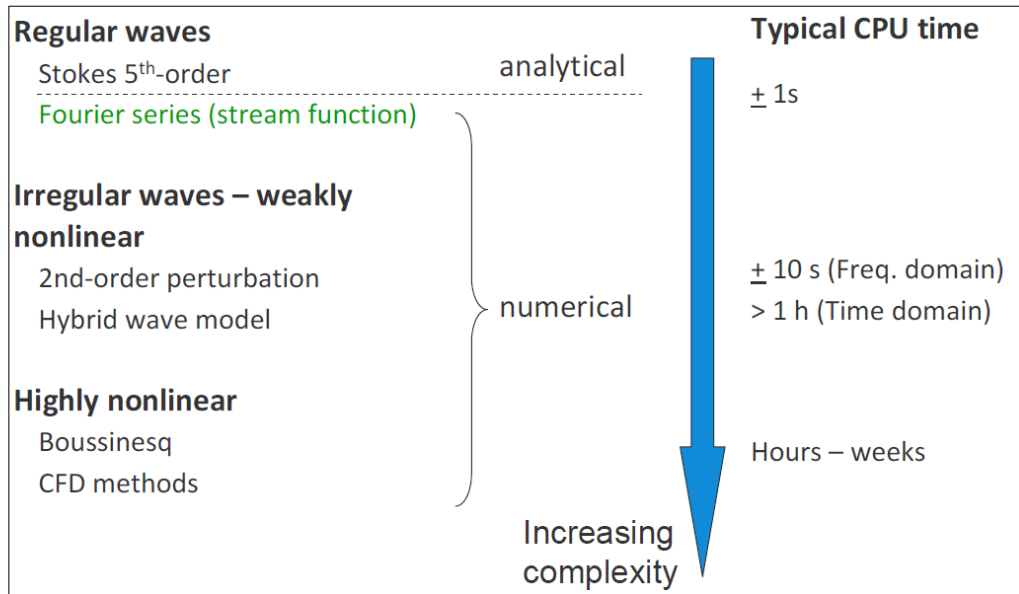 Regular waves
Stokes 5th-order
Fourier series (stream function)
Irregular waves – weakly
nonlinear
2nd-order perturbation
Hybrid wave model
Highly nonlinear
Boussinesq
CFD methods
analytical
numerical
Increasing
complexity
Typical CPU time
± 1s
± 10 s (Freq. domain)
> 1 h (Time domain)
Hours – weeks